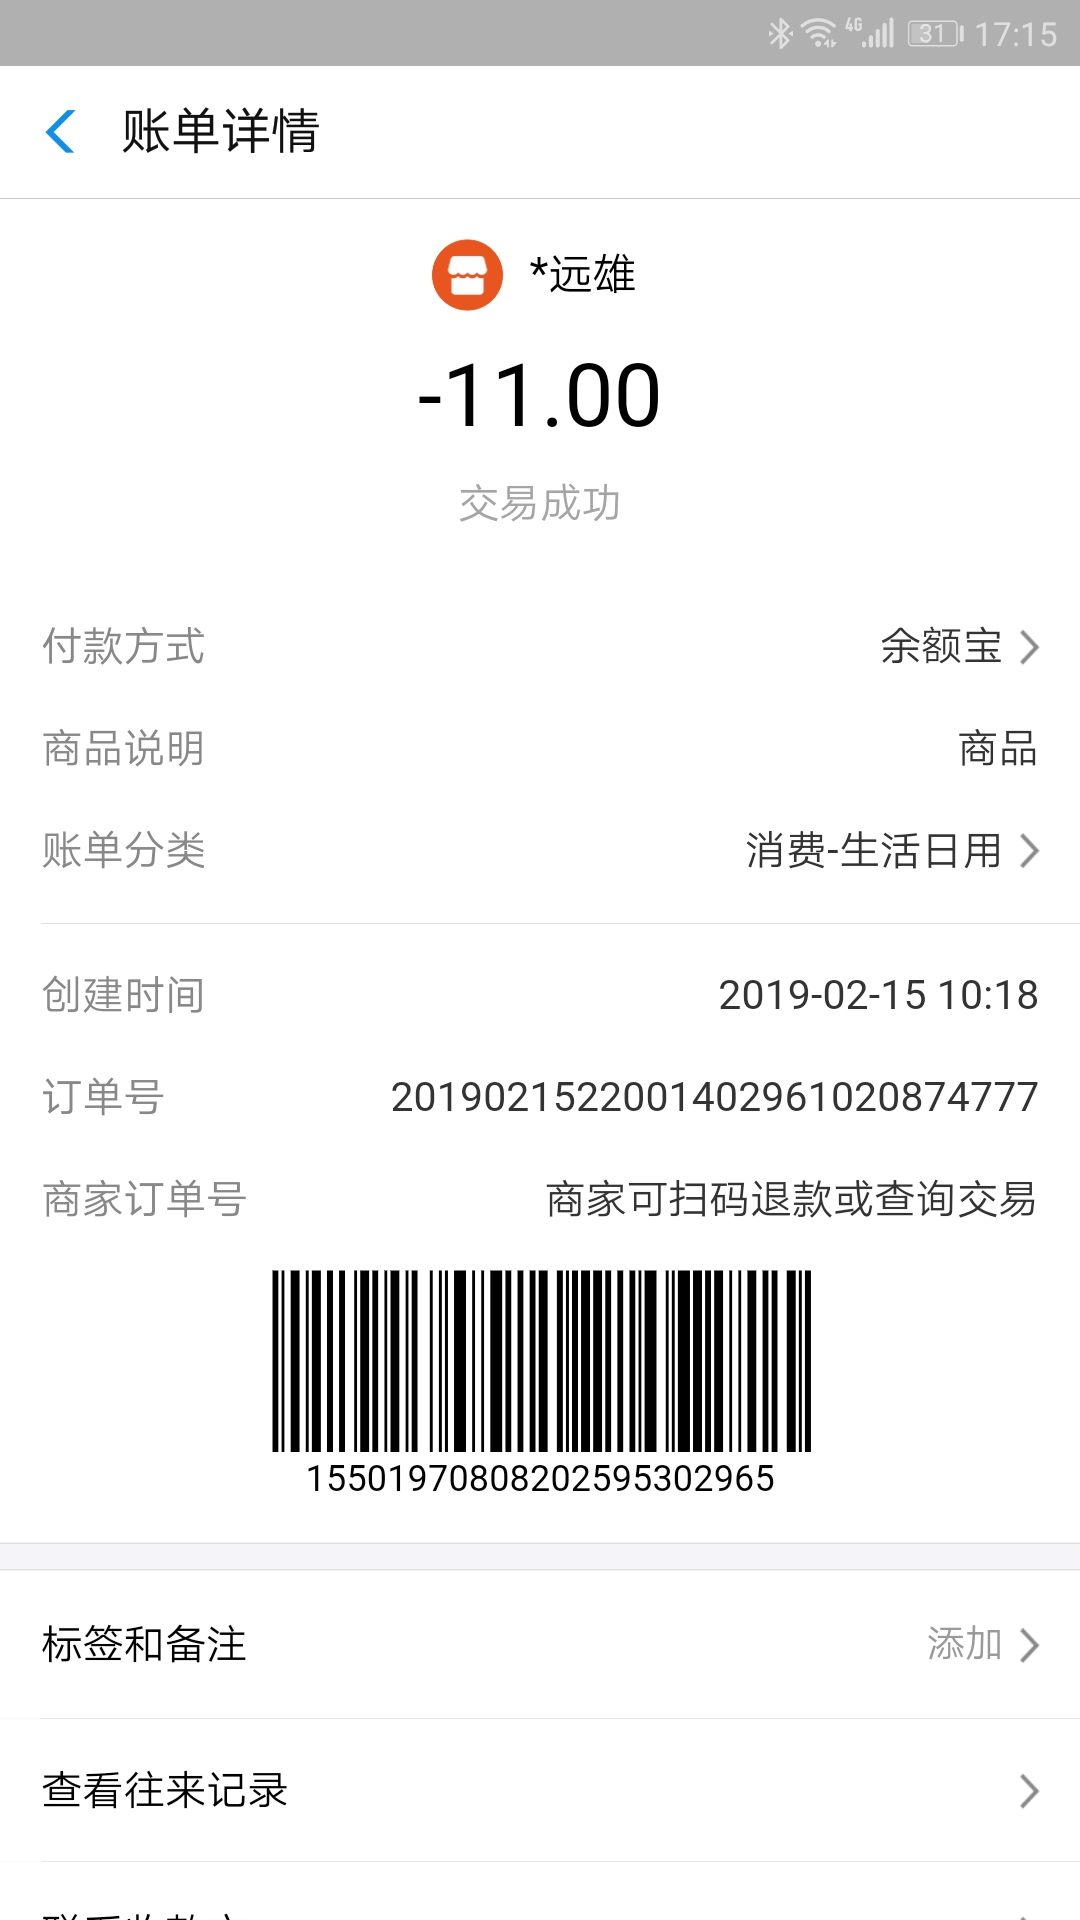 4G 31 17:15
账单详情
*远雄
-11.00
交易成功
付款方式 余额宝
商品说明 商品
账单分类 消费-生活日用
创建时间 2019-02-15 10:18
订单号 2019021522001402961020874777
商家订单号 商家可扫码退款或查询交易
15501970808202595302965
标签和备注 添加
查看往来记录